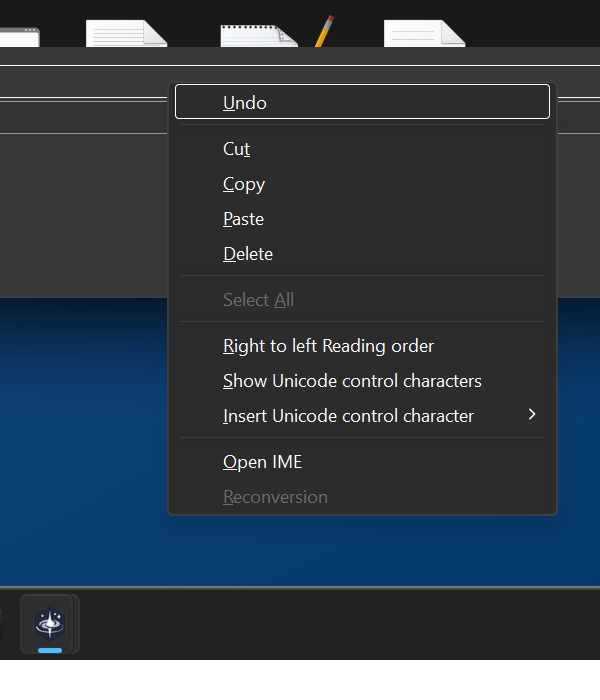 Undo
Cut
Copy
Paste
Delete
Select All
Right to left Reading order
Show Unicode control characters
Insert Unicode control character
Open IME
Reconversion